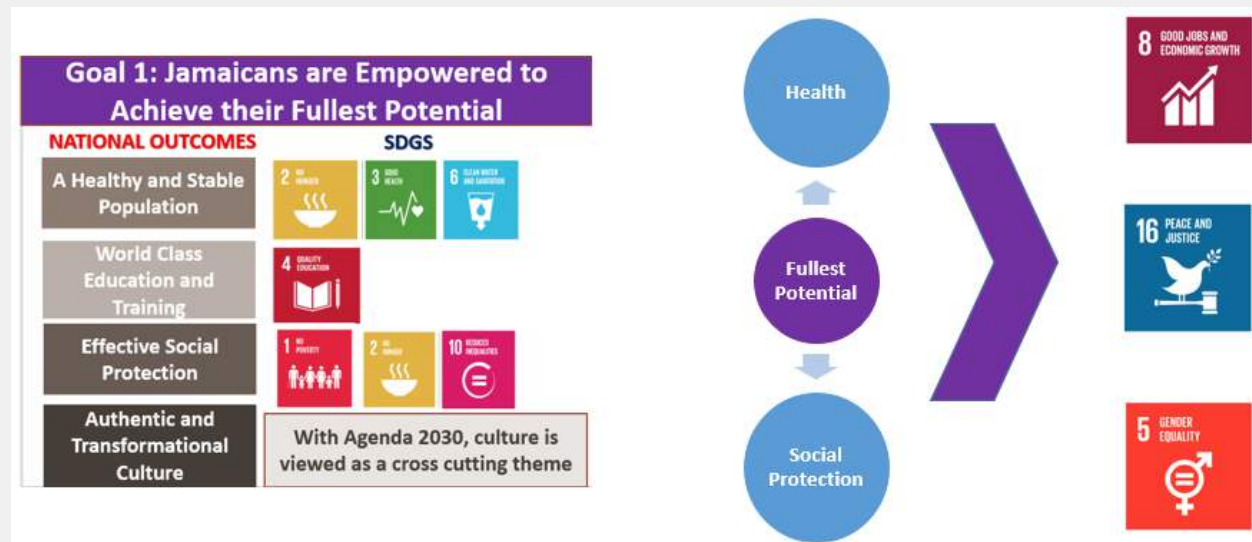 Goal 1: Jamaicans are Empowered to
Achieve their Fullest Potential
NATIONAL OUTCOMES
SDGS
A Healthy and Stable
Population
2 NO
HUNGER
3 GOOD
HEALTH
6 CLEAN WATER
AND SANITATION
World Class
Education and
Training
4 QUALITY
EDUCATION
Effective Social
Protection
1 NO
POVERTY
2 NO
HUNGER
10 REDUCED
INEQUALITIES
Authentic and
Transformational
Culture
With Agenda 2030, culture is
viewed as a cross cutting theme
Health
Fullest
Potential
Social
Protection
8 GOOD JOBS AND
ECONOMIC GROWTH
16 PEACE AND
JUSTICE
5 GENDER
EQUALITY